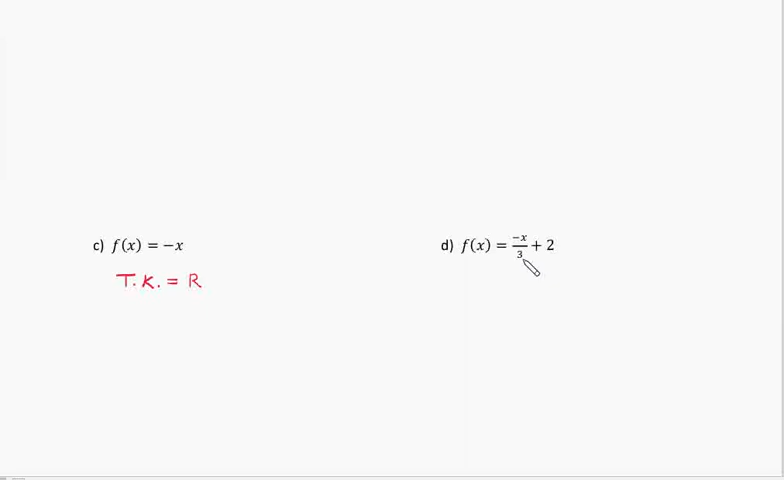 c) f(x) = −x
d) f(x) = −x/3 + 2
T.K. = R